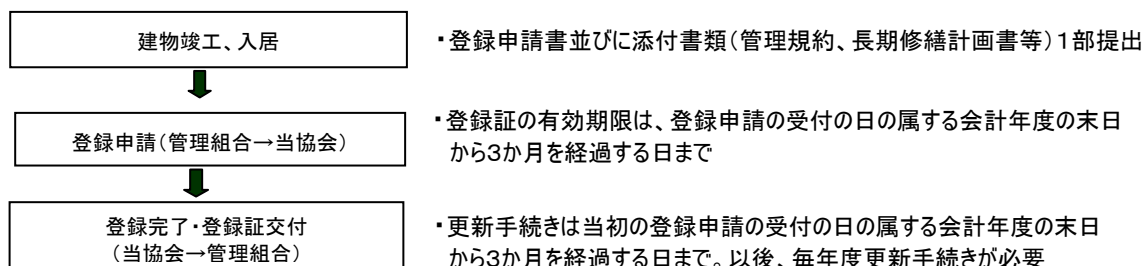 建物竣工、入居
・登録申請書並びに添付書類(管理規約、長期修繕計画書等)1部提出
登録申請(管理組合→当協会)
・登録証の有効期限は、登録申請の受付の日の属する会計年度の末日
から3か月を経過する日まで
登録完了・登録証交付
(当協会→管理組合)
・更新手続きは当初の登録申請の受付の日の属する会計年度の末日
から3か月を経過する日まで。以後、毎年度更新手続きが必要